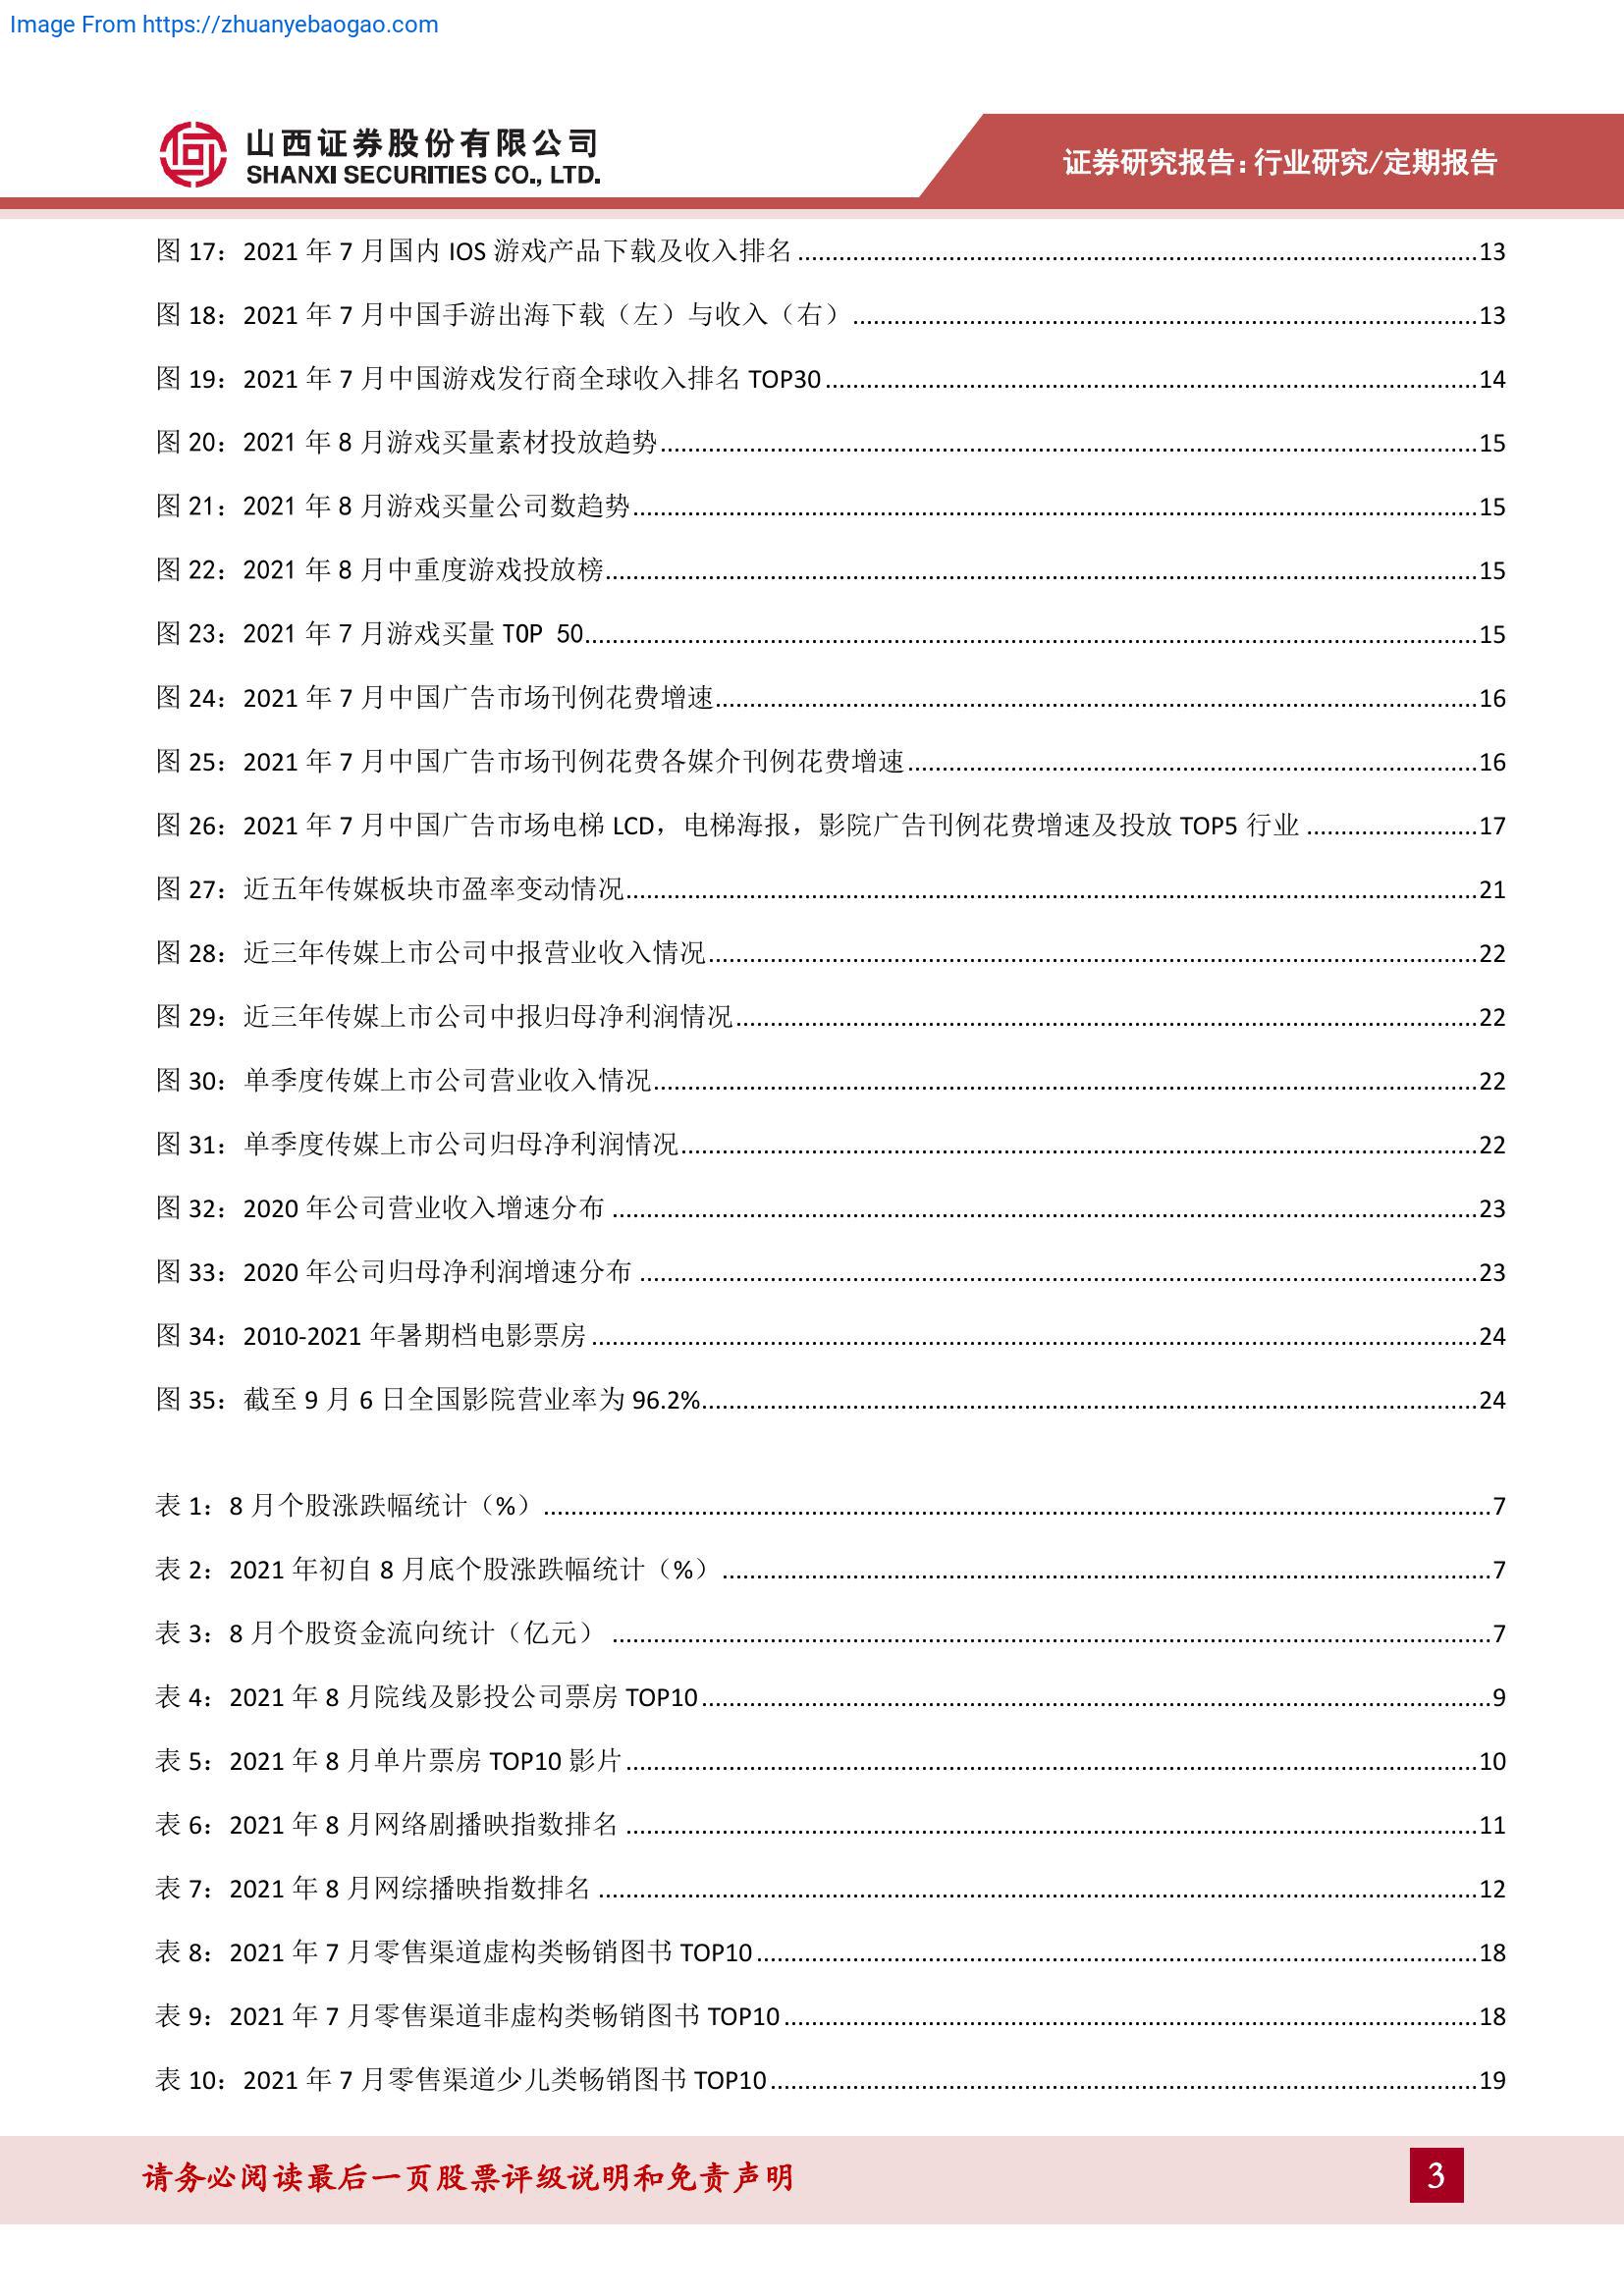 Image From https://zhuanyebaogao.com
山西证券股份有限公司
SHANXI SECURITIES CO., LTD.
证券研究报告：行业研究/定期报告
图 17：2021 年 7 月国内 IOS 游戏产品下载及收入排名 13
图 18：2021 年 7 月中国手游出海下载（左）与收入（右） 13
图 19：2021 年 7 月中国游戏发行商全球收入排名 TOP30 14
图 20：2021 年 8 月游戏买量素材投放趋势 15
图 21：2021 年 8 月游戏买量公司数趋势 15
图 22：2021 年 8 月中重度游戏投放榜 15
图 23：2021 年 7 月游戏买量 TOP 50 15
图 24：2021 年 7 月中国广告市场刊例花费增速 16
图 25：2021 年 7 月中国广告市场刊例花费各媒介刊例花费增速 16
图 26：2021 年 7 月中国广告市场电梯 LCD，电梯海报，影院广告刊例花费增速及投放 TOP5 行业 17
图 27：近五年传媒板块市盈率变动情况 21
图 28：近三年传媒上市公司中报营业收入情况 22
图 29：近三年传媒上市公司中报归母净利润情况 22
图 30：单季度传媒上市公司营业收入情况 22
图 31：单季度传媒上市公司归母净利润情况 22
图 32：2020 年公司营业收入增速分布 23
图 33：2020 年公司归母净利润增速分布 23
图 34：2010-2021 年暑期档电影票房 24
图 35：截至 9 月 6 日全国影院营业率为 96.2% 24
表 1：8 月个股涨跌幅统计（%） 7
表 2：2021 年初自 8 月底个股涨跌幅统计（%） 7
表 3：8 月个股资金流向统计（亿元） 7
表 4：2021 年 8 月院线及影投公司票房 TOP10 9
表 5：2021 年 8 月单片票房 TOP10 影片 10
表 6：2021 年 8 月网络剧播映指数排名 11
表 7：2021 年 8 月网综播映指数排名 12
表 8：2021 年 7 月零售渠道虚构类畅销图书 TOP10 18
表 9：2021 年 7 月零售渠道非虚构类畅销图书 TOP10 18
表 10：2021 年 7 月零售渠道少儿类畅销图书 TOP10 19
请务必阅读最后一页股票评级说明和免责声明
3